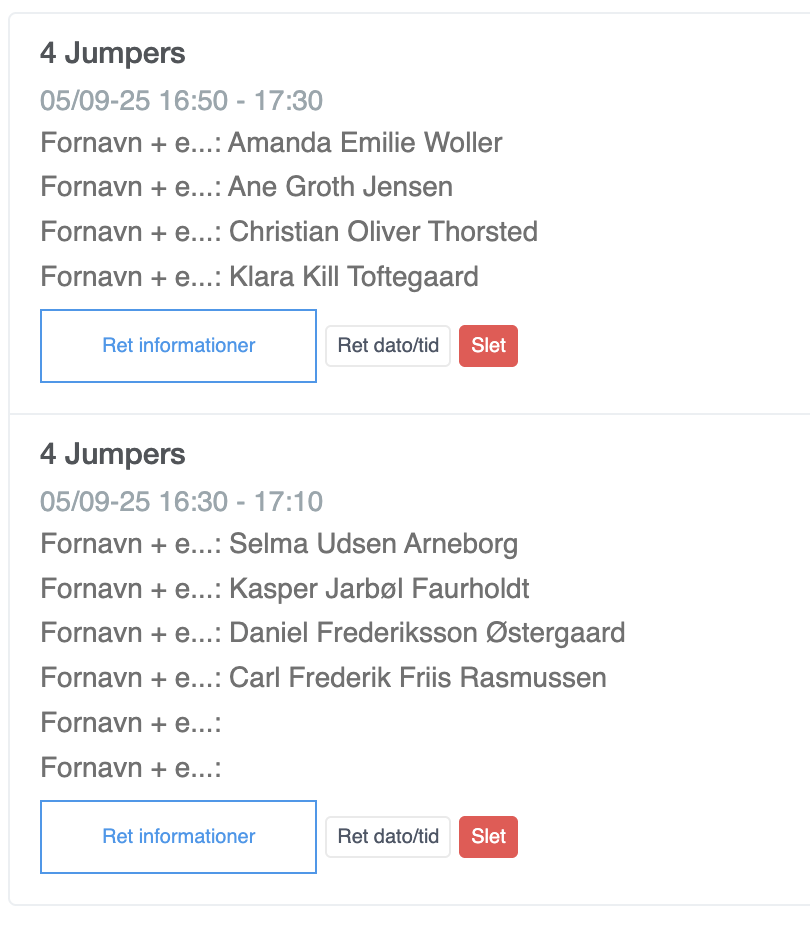 4 Jumpers
05/09-25 16:50 - 17:30
Fornavn + e...: Amanda Emilie Woller
Fornavn + e...: Ane Groth Jensen
Fornavn + e...: Christian Oliver Thorsted
Fornavn + e...: Klara Kill Toftegaard
Ret informationer Ret dato/tid Slet
4 Jumpers
05/09-25 16:30 - 17:10
Fornavn + e...: Selma Udsen Arneborg
Fornavn + e...: Kasper Jarbøl Faurholdt
Fornavn + e...: Daniel Frederiksson Østergaard
Fornavn + e...: Carl Frederik Friis Rasmussen
Fornavn + e...:
Fornavn + e...:
Ret informationer Ret dato/tid Slet